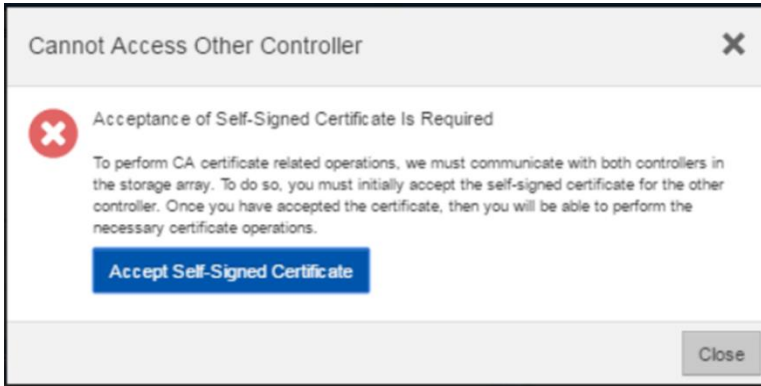 Cannot Access Other Controller
Acceptance of Self-Signed Certificate Is Required
To perform CA certificate related operations, we must communicate with both controllers in
the storage array. To do so, you must initially accept the self-signed certificate for the other
controller. Once you have accepted the certificate, then you will be able to perform the
necessary certificate operations.
Accept Self-Signed Certificate
Close